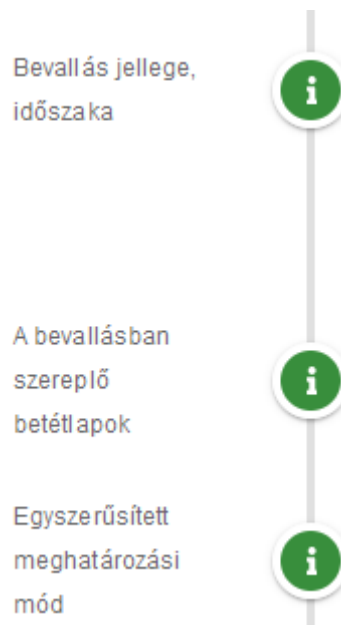 Bevallás jellege,
időszaka
A bevallásban
szereplő
betétlapok
Egyszerűsített
meghatározási
mód